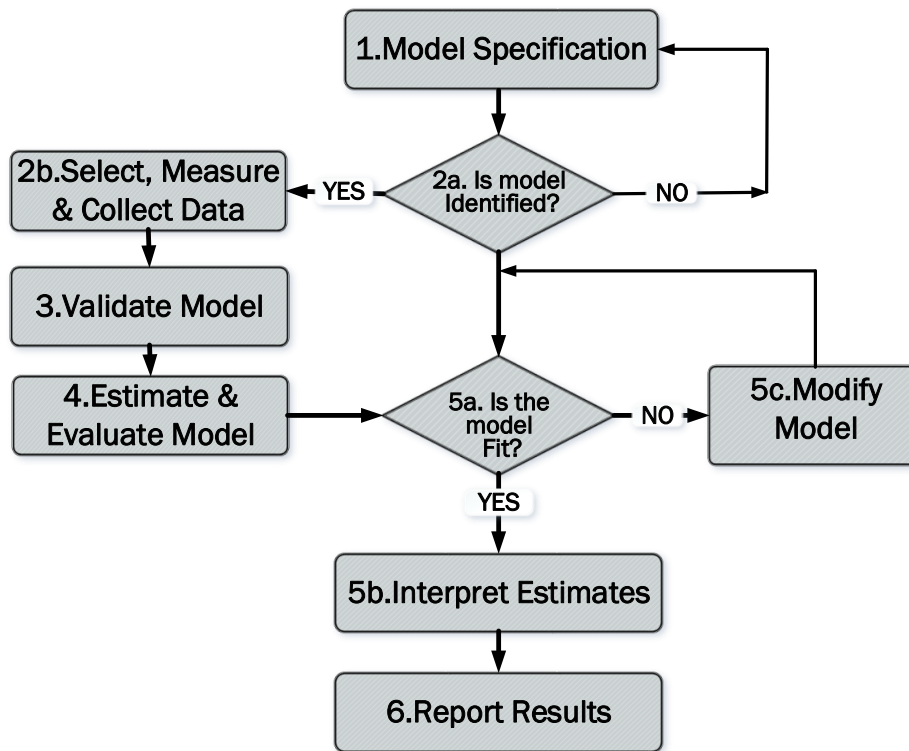 1.Model Specification
2a. Is model
Identified?
YES
NO
2b.Select, Measure
& Collect Data
3.Validate Model
4.Estimate &
Evaluate Model
5a. Is the
model
Fit?
NO
5c.Modify
Model
YES
5b.Interpret Estimates
6.Report Results